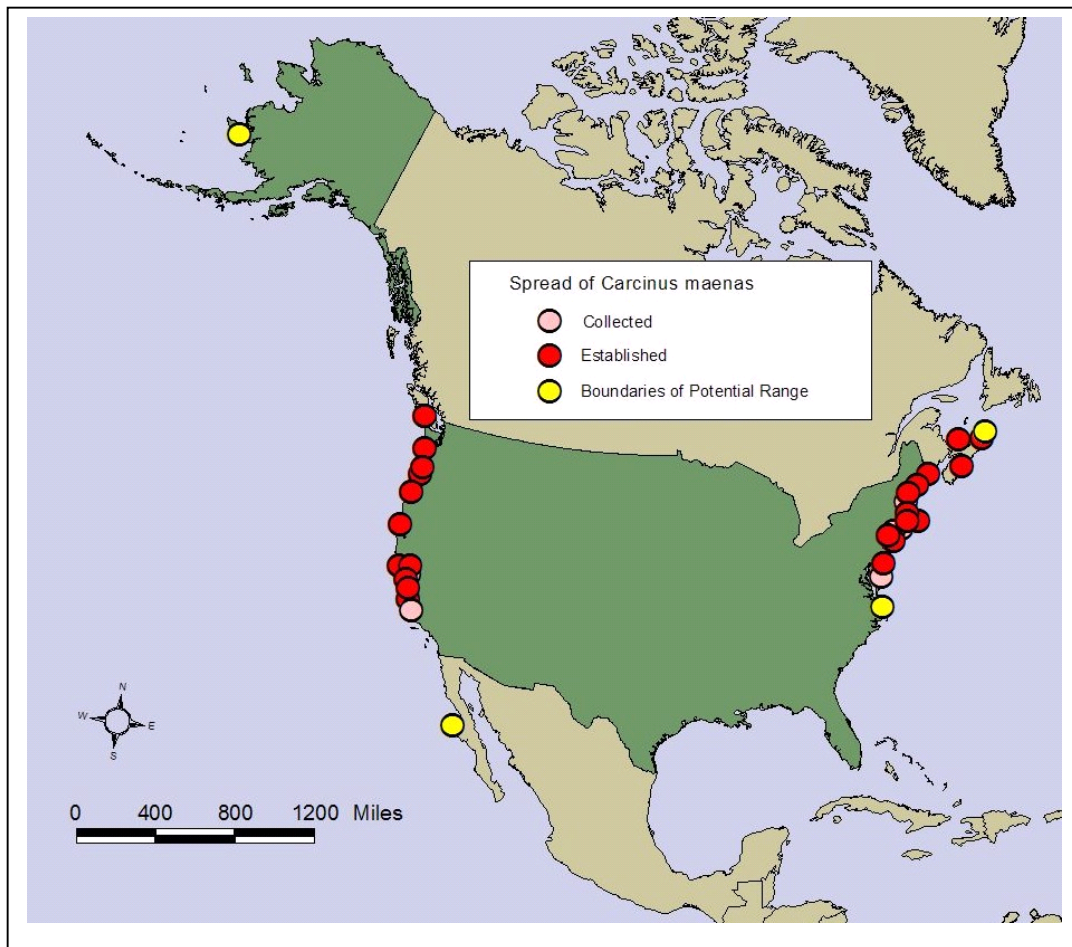 Spread of Carcinus maenas
Collected
Established
Boundaries of Potential Range
N
W E
S
0 400 800 1200 Miles